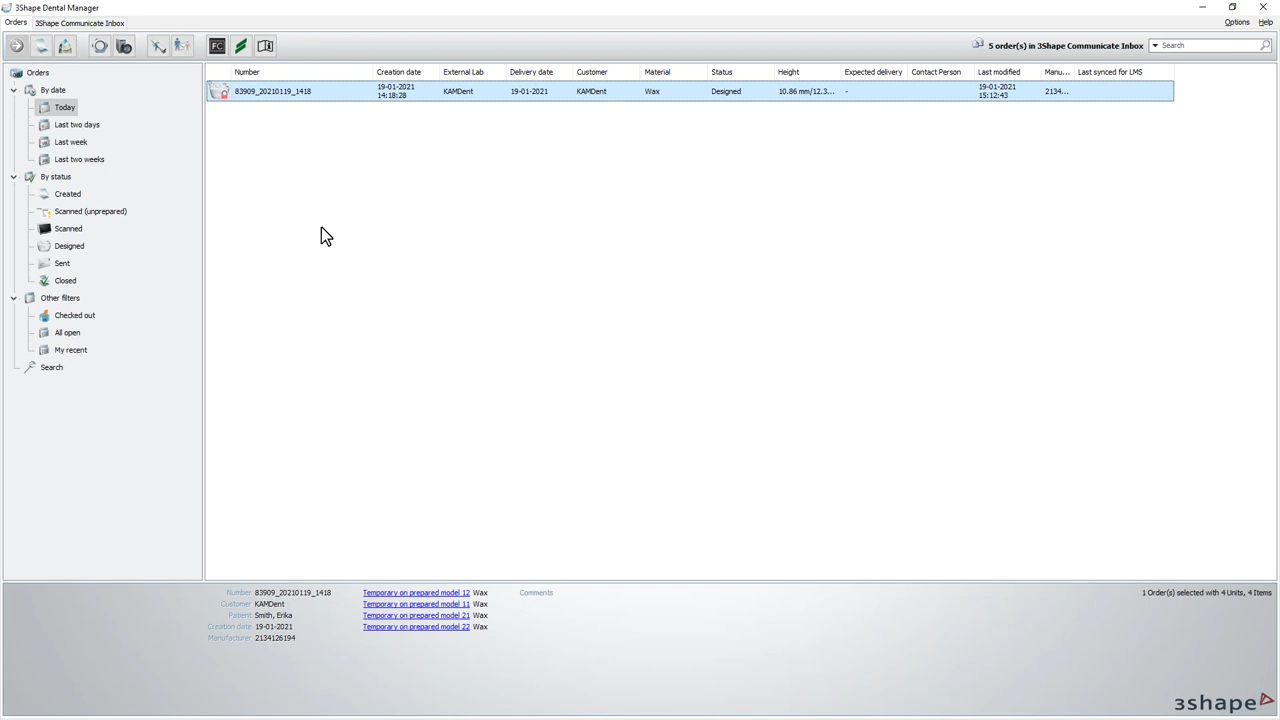 3Shape Dental Manager
Orders 3Shape Communicate Inbox Options Help
FC 5 order(s) in 3Shape Communicate Inbox Search
Orders
By date
Today
Last two days
Last week
Last two weeks
By status
Created
Scanned (unprepared)
Scanned
Designed
Sent
Closed
Other filters
Checked out
All open
My recent
Search
Number Creation date External Lab Delivery date Customer Material Status Height Expected delivery Contact Person Last modified Manu... Last synced for LMS
83909_20210119_1418 19-01-2021 14:18:28 KAMDent 19-01-2021 KAMDent Wax Designed 10.86 mm/12.3... - 19-01-2021 15:12:43 2134...
Number 83909_20210119_1418 Temporary on prepared model 12 Wax Comments 1 Order(s) selected with 4 Units, 4 Items
Customer KAMDent Temporary on prepared model 11 Wax
Patient Smith, Erika Temporary on prepared model 21 Wax
Creation date 19-01-2021 Temporary on prepared model 22 Wax
Manufacturer 2134126194
3shape